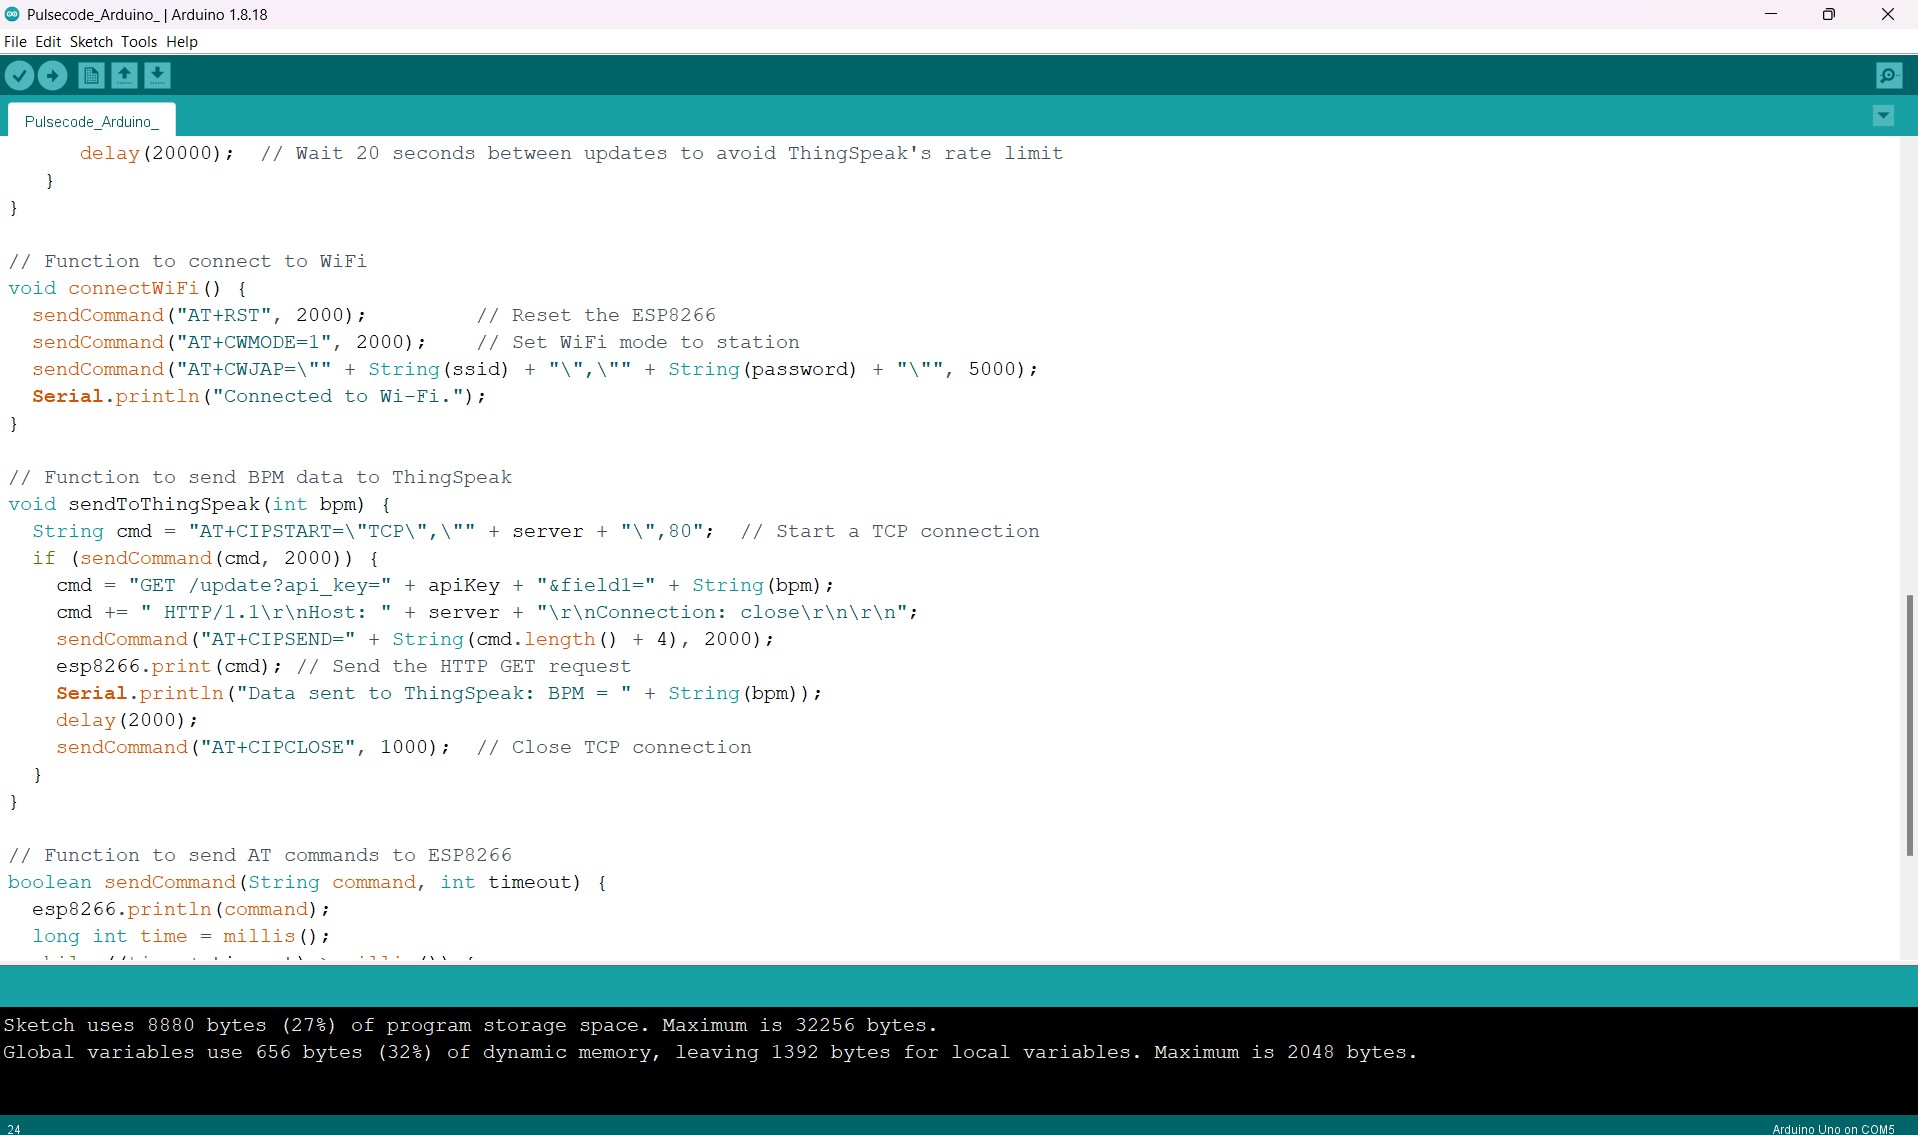 Pulsecode_Arduino_ | Arduino 1.8.18
File Edit Sketch Tools Help
Pulsecode_Arduino_
delay(20000);  // Wait 20 seconds between updates to avoid ThingSpeak's rate limit
}
}
// Function to connect to WiFi
void connectWiFi() {
sendCommand("AT+RST", 2000);         // Reset the ESP8266
sendCommand("AT+CWMODE=1", 2000);    // Set WiFi mode to station
sendCommand("AT+CWJAP=\"" + String(ssid) + "\",\"" + String(password) + "\"", 5000);
Serial.println("Connected to Wi-Fi.");
}
// Function to send BPM data to ThingSpeak
void sendToThingSpeak(int bpm) {
String cmd = "AT+CIPSTART=\"TCP\",\"" + server + "\",80";  // Start a TCP connection
if (sendCommand(cmd, 2000)) {
cmd = "GET /update?api_key=" + apiKey + "&field1=" + String(bpm);
cmd += " HTTP/1.1\r\nHost: " + server + "\r\nConnection: close\r\n\r\n";
sendCommand("AT+CIPSEND=" + String(cmd.length() + 4), 2000);
esp8266.print(cmd); // Send the HTTP GET request
Serial.println("Data sent to ThingSpeak: BPM = " + String(bpm));
delay(2000);
sendCommand("AT+CIPCLOSE", 1000);  // Close TCP connection
}
}
// Function to send AT commands to ESP8266
boolean sendCommand(String command, int timeout) {
esp8266.println(command);
long int time = millis();
Sketch uses 8880 bytes (27%) of program storage space. Maximum is 32256 bytes.
Global variables use 656 bytes (32%) of dynamic memory, leaving 1392 bytes for local variables. Maximum is 2048 bytes.
24
Arduino Uno on COM5